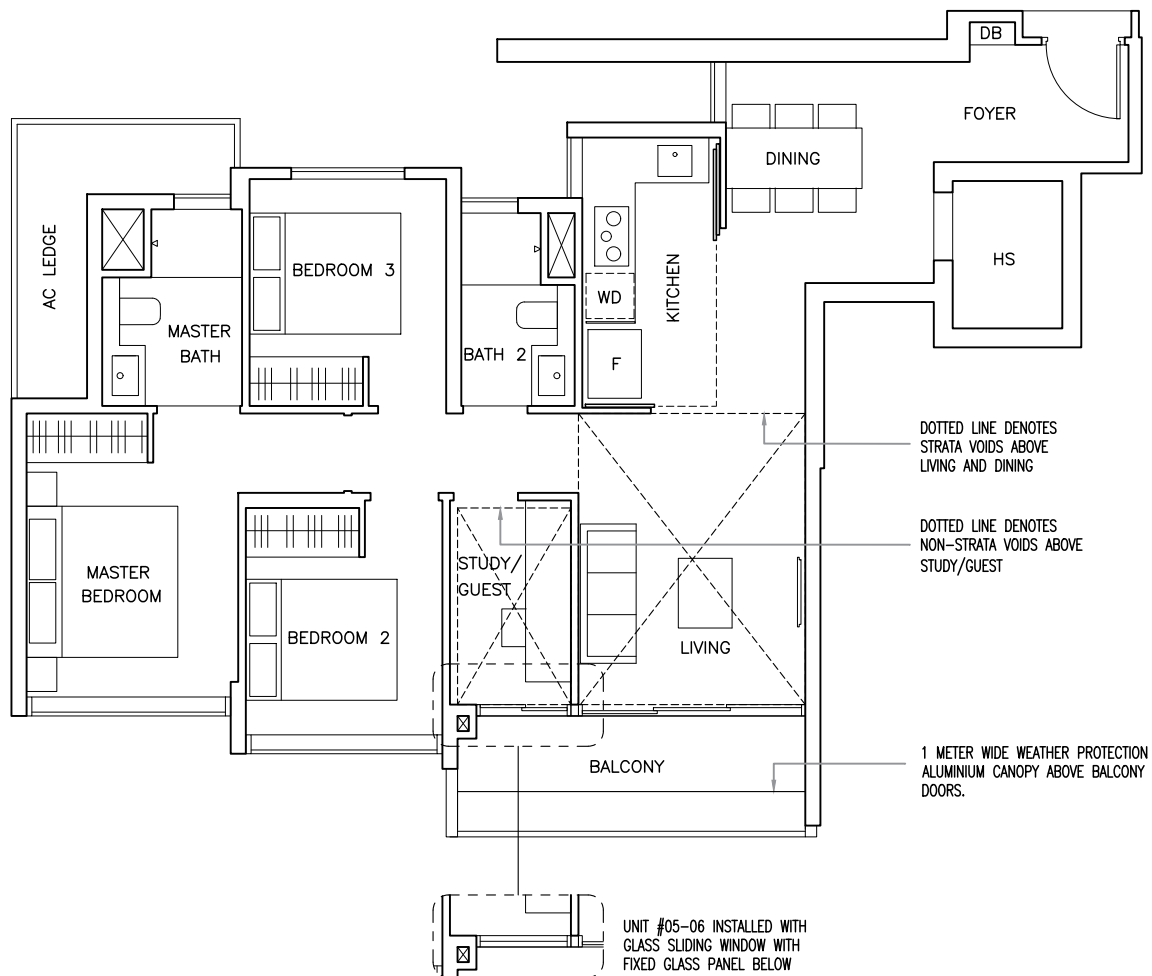 DB
FOYER
DINING
AC LEDGE
BEDROOM 3
HS
KITCHEN
WD
MASTER
BATH
BATH 2
F
DOTTED LINE DENOTES
STRATA VOIDS ABOVE
LIVING AND DINING
DOTTED LINE DENOTES
NON-STRATA VOIDS ABOVE
STUDY/GUEST
STUDY/
GUEST
MASTER
BEDROOM
BEDROOM 2
LIVING
BALCONY
1 METER WIDE WEATHER PROTECTION
ALUMINIUM CANOPY ABOVE BALCONY
DOORS.
UNIT #05-06 INSTALLED WITH
GLASS SLIDING WINDOW WITH
FIXED GLASS PANEL BELOW